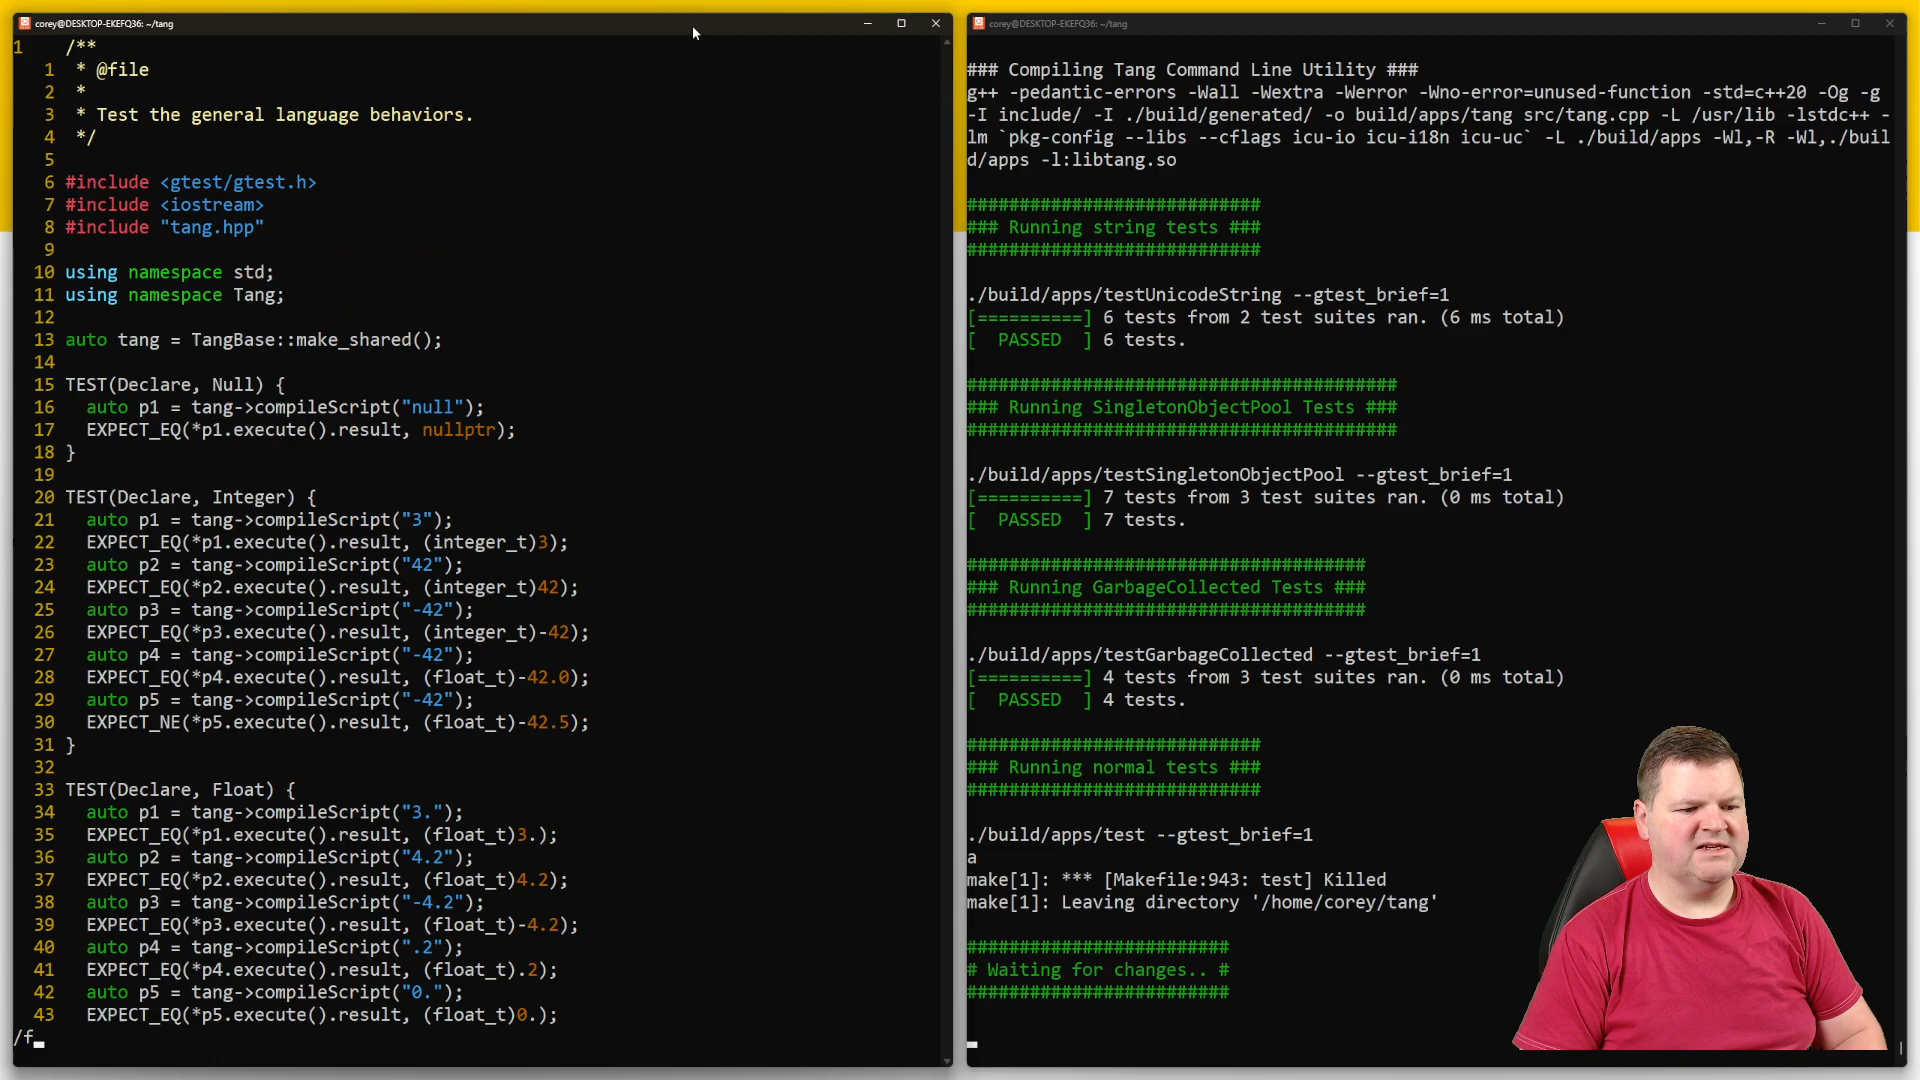 corey@DESKTOP-EKEFQ36: ~/tang
1 /**
1 * @file
2 *
3 * Test the general language behaviors.
4 */
5
6 #include <gtest/gtest.h>
7 #include <iostream>
8 #include "tang.hpp"
9
10 using namespace std;
11 using namespace Tang;
12
13 auto tang = TangBase::make_shared();
14
15 TEST(Declare, Null) {
16 auto p1 = tang->compileScript("null");
17 EXPECT_EQ(*p1.execute().result, nullptr);
18 }
19
20 TEST(Declare, Integer) {
21 auto p1 = tang->compileScript("3");
22 EXPECT_EQ(*p1.execute().result, (integer_t)3);
23 auto p2 = tang->compileScript("42");
24 EXPECT_EQ(*p2.execute().result, (integer_t)42);
25 auto p3 = tang->compileScript("-42");
26 EXPECT_EQ(*p3.execute().result, (integer_t)-42);
27 auto p4 = tang->compileScript("-42");
28 EXPECT_EQ(*p4.execute().result, (float_t)-42.0);
29 auto p5 = tang->compileScript("-42");
30 EXPECT_NE(*p5.execute().result, (float_t)-42.5);
31 }
32
33 TEST(Declare, Float) {
34 auto p1 = tang->compileScript("3.");
35 EXPECT_EQ(*p1.execute().result, (float_t)3.);
36 auto p2 = tang->compileScript("4.2");
37 EXPECT_EQ(*p2.execute().result, (float_t)4.2);
38 auto p3 = tang->compileScript("-4.2");
39 EXPECT_EQ(*p3.execute().result, (float_t)-4.2);
40 auto p4 = tang->compileScript(".2");
41 EXPECT_EQ(*p4.execute().result, (float_t).2);
42 auto p5 = tang->compileScript("0.");
43 EXPECT_EQ(*p5.execute().result, (float_t)0.);
/f
corey@DESKTOP-EKEFQ36: ~/tang
### Compiling Tang Command Line Utility ###
g++ -pedantic-errors -Wall -Wextra -Werror -Wno-error=unused-function -std=c++20 -Og -g
-I include/ -I ./build/generated/ -o build/apps/tang src/tang.cpp -L /usr/lib -lstdc++ -
lm `pkg-config --libs --cflags icu-io icu-i18n icu-uc` -L ./build/apps -Wl,-R -Wl,./buil
d/apps -l:libtang.so
############################
### Running string tests ###
############################
./build/apps/testUnicodeString --gtest_brief=1
[==========] 6 tests from 2 test suites ran. (6 ms total)
[  PASSED  ] 6 tests.
#########################################
### Running SingletonObjectPool Tests ###
#########################################
./build/apps/testSingletonObjectPool --gtest_brief=1
[==========] 7 tests from 3 test suites ran. (0 ms total)
[  PASSED  ] 7 tests.
######################################
### Running GarbageCollected Tests ###
######################################
./build/apps/testGarbageCollected --gtest_brief=1
[==========] 4 tests from 3 test suites ran. (0 ms total)
[  PASSED  ] 4 tests.
############################
### Running normal tests ###
############################
./build/apps/test --gtest_brief=1
a
make[1]: *** [Makefile:943: test] Killed
make[1]: Leaving directory '/home/corey/tang'
#########################
# Waiting for changes.. #
#########################